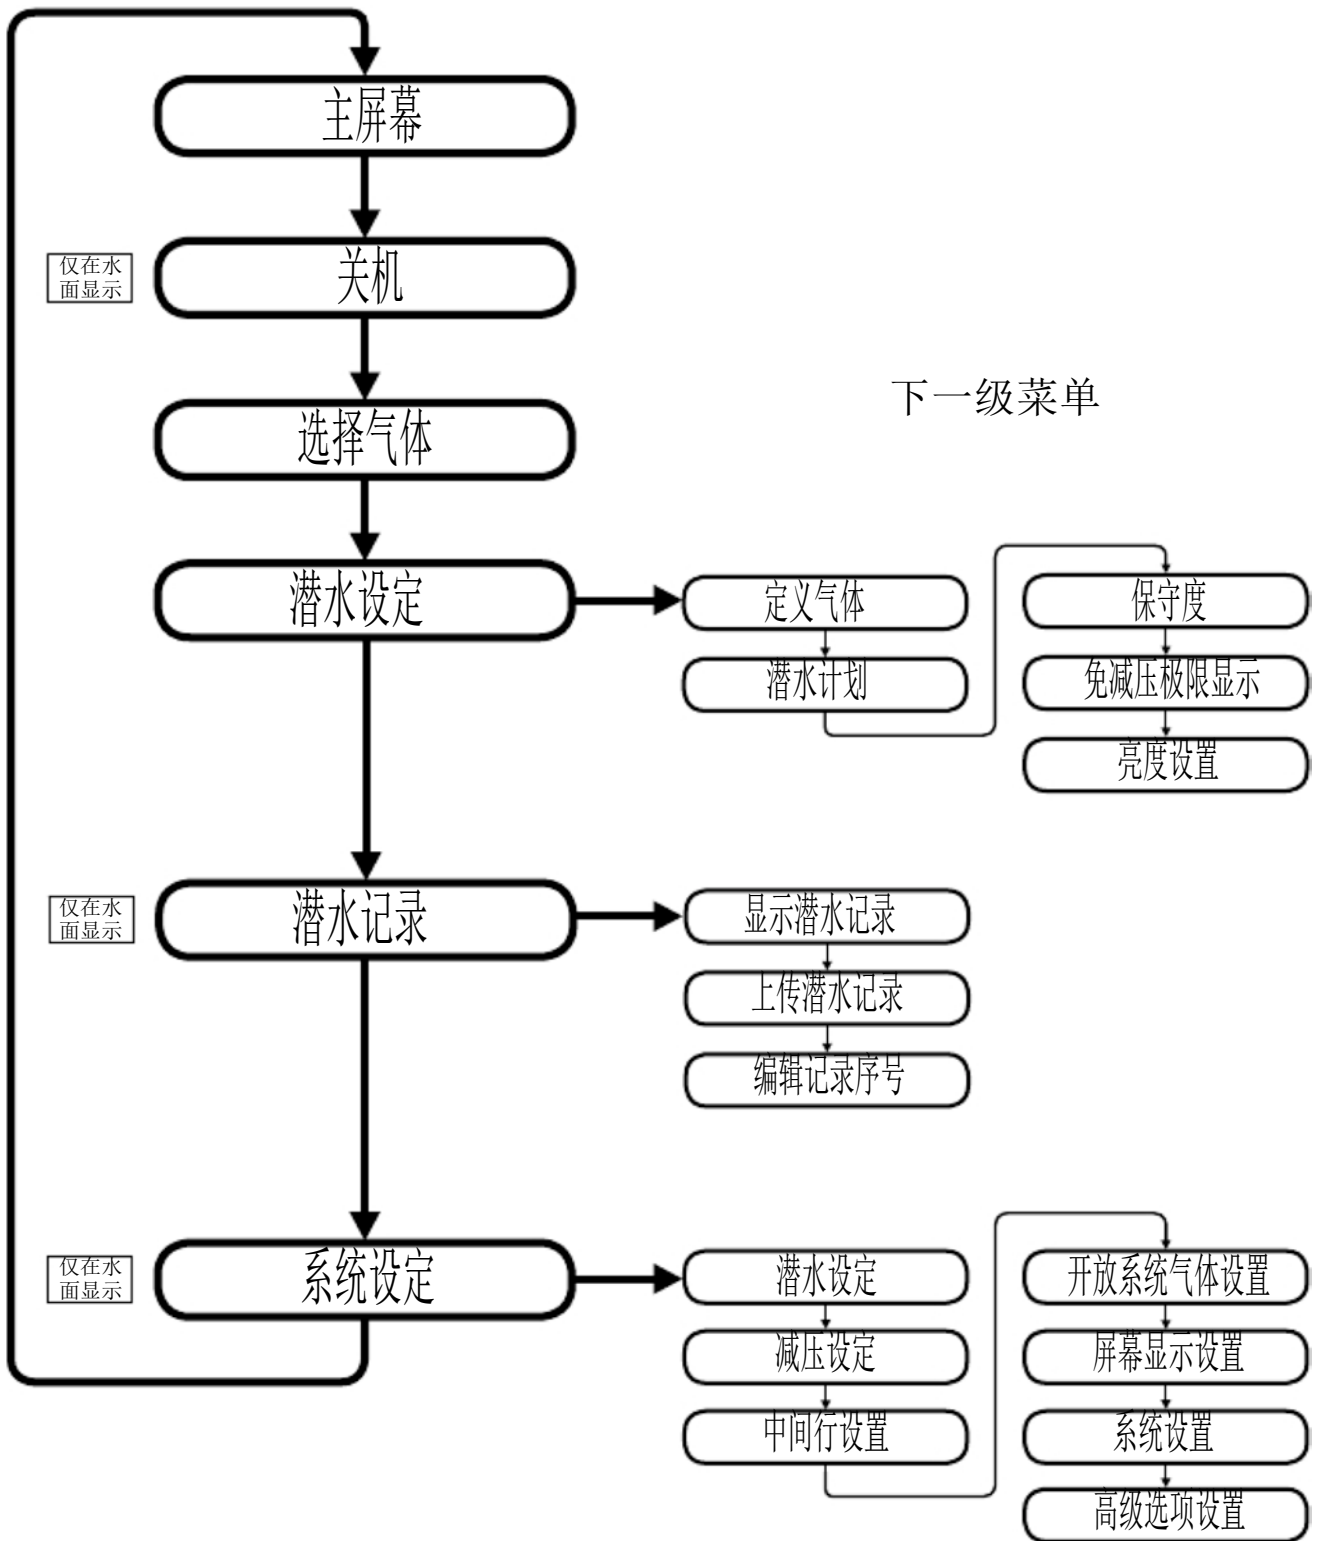 主屏幕
仅在水
面显示
关机
选择气体
下一级菜单
潜水设定
定义气体
潜水计划
保守度
免减压极限显示
亮度设置
仅在水
面显示
潜水记录
显示潜水记录
上传潜水记录
编辑记录序号
仅在水
面显示
系统设定
潜水设定
减压设定
中间行设置
开放系统气体设置
屏幕显示设置
系统设置
高级选项设置